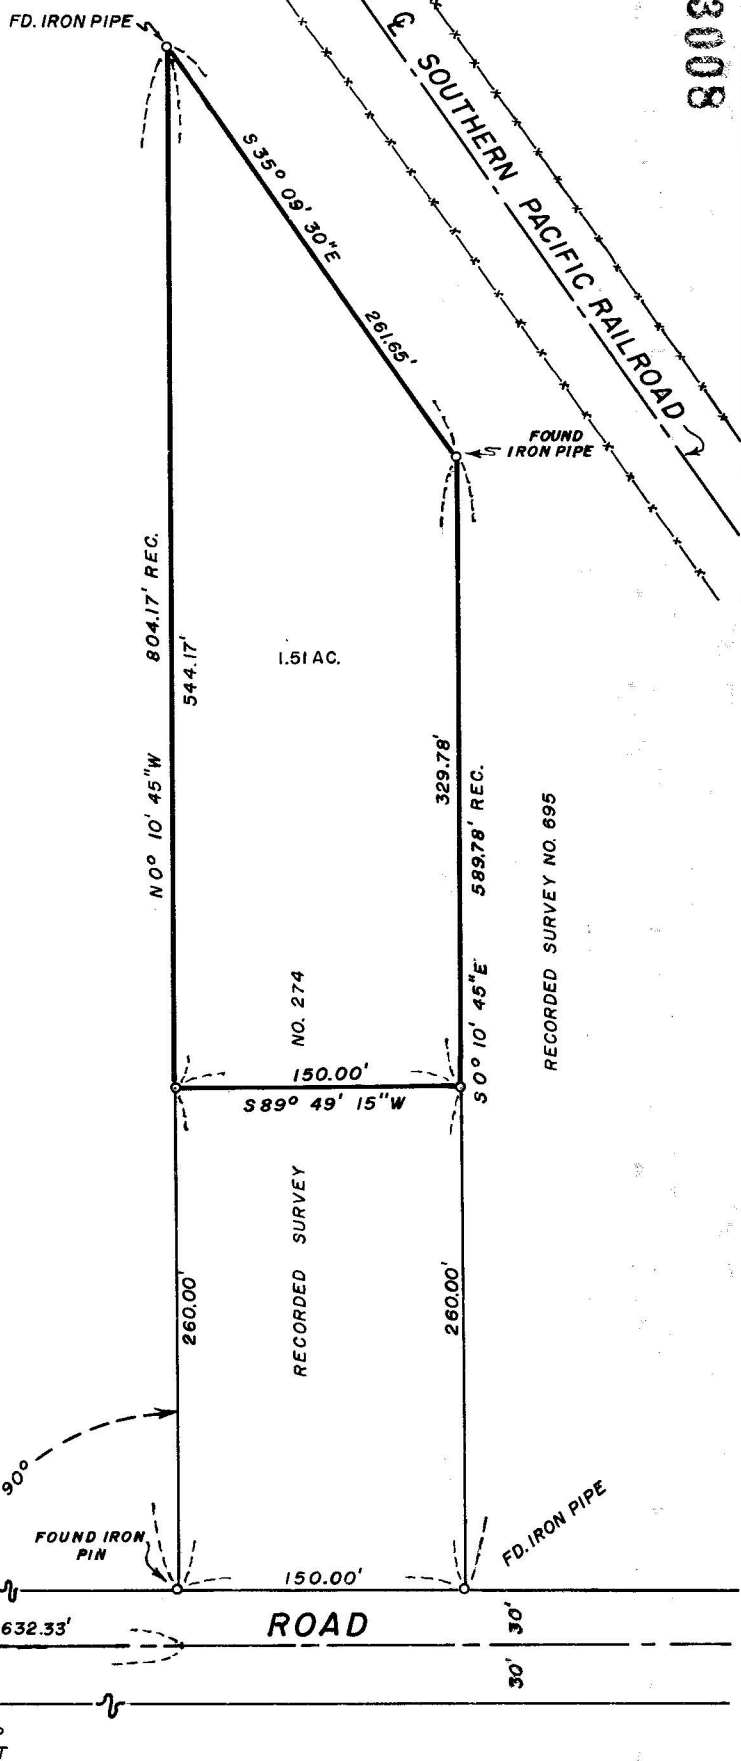 3008
FD. IRON PIPE
℄ SOUTHERN PACIFIC RAILROAD
S 35° 09' 30"E
261.65'
FOUND
IRON PIPE
804.17' REC.
544.17'
1.51 AC.
N 0° 10' 45"W
329.78'
589.78' REC.
S 0° 10' 45"E
RECORDED SURVEY NO. 695
150.00'
S 89° 49' 15"W
RECORDED SURVEY NO. 274
260.00'
260.00'
90°
FOUND IRON
PIN
FD. IRON PIPE
150.00'
632.33'
ROAD
30'
30'